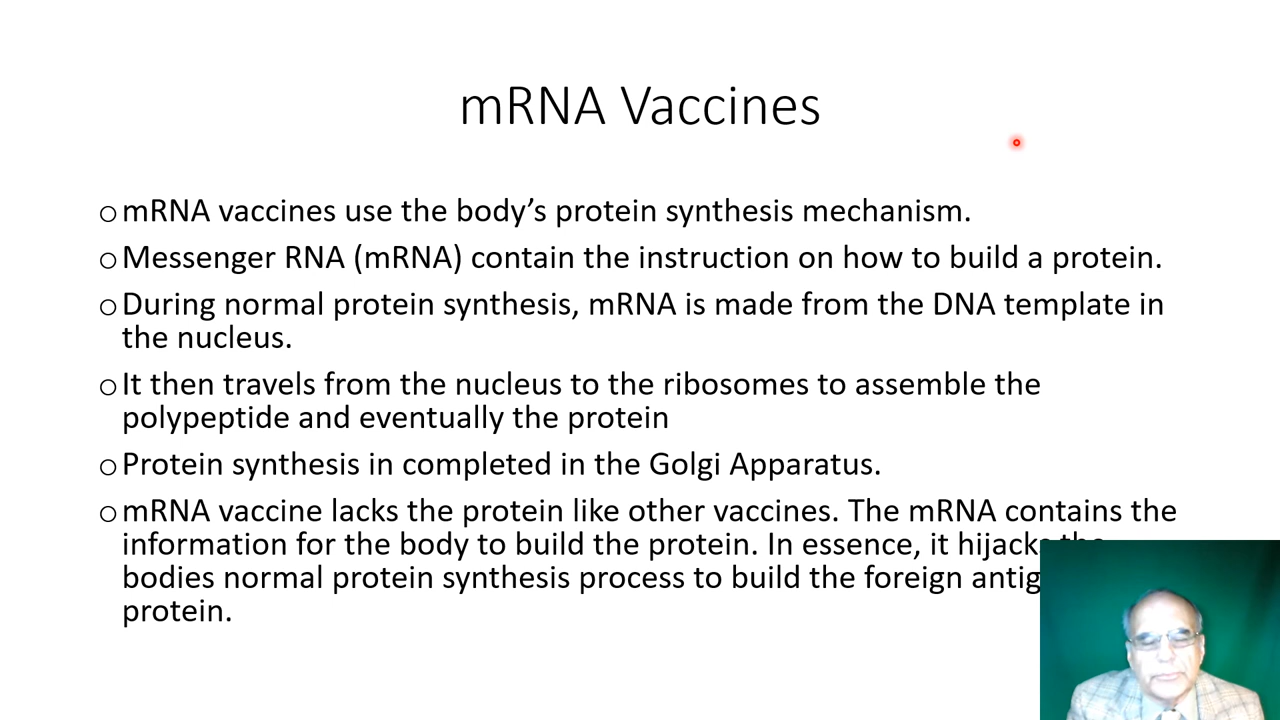 mRNA Vaccines
o mRNA vaccines use the body's protein synthesis mechanism.
o Messenger RNA (mRNA) contain the instruction on how to build a protein.
o During normal protein synthesis, mRNA is made from the DNA template in
the nucleus.
o It then travels from the nucleus to the ribosomes to assemble the
polypeptide and eventually the protein
o Protein synthesis in completed in the Golgi Apparatus.
o mRNA vaccine lacks the protein like other vaccines. The mRNA contains the
information for the body to build the protein. In essence, it hijacks the
bodies normal protein synthesis process to build the foreign antig
protein.